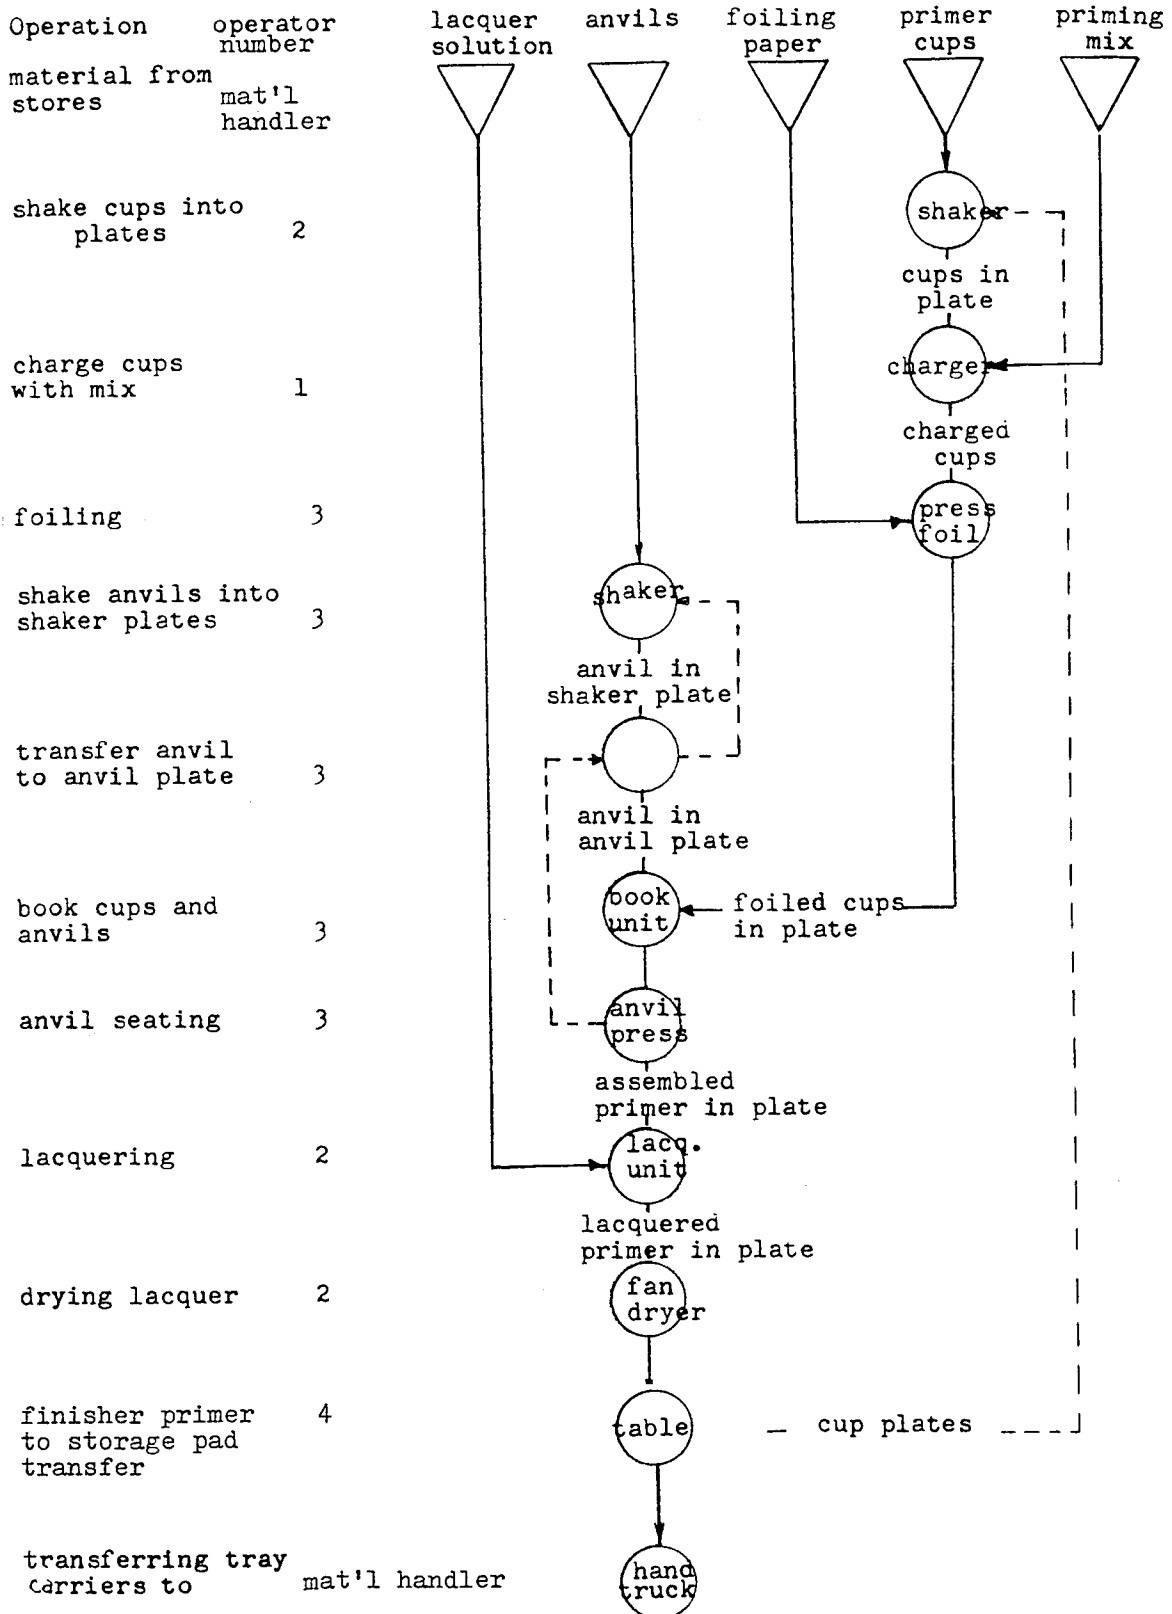 Operation
operator
number
lacquer
solution
anvils
foiling
paper
primer
cups
priming
mix
material from
stores
mat'l
handler
shake cups into
plates
2
shaker
cups in
plate
charge cups
with mix
1
charger
charged
cups
foiling
3
press
foil
shake anvils into
shaker plates
3
shaker
anvil in
shaker plate
transfer anvil
to anvil plate
3
anvil in
anvil plate
book cups and
anvils
3
book
unit
foiled cups
in plate
anvil seating
3
anvil
press
assembled
primer in plate
lacquering
2
lacq.
unit
lacquered
primer in plate
drying lacquer
2
fan
dryer
finisher primer
to storage pad
transfer
4
table
cup plates
transferring tray
carriers to
mat'l handler
hand
truck